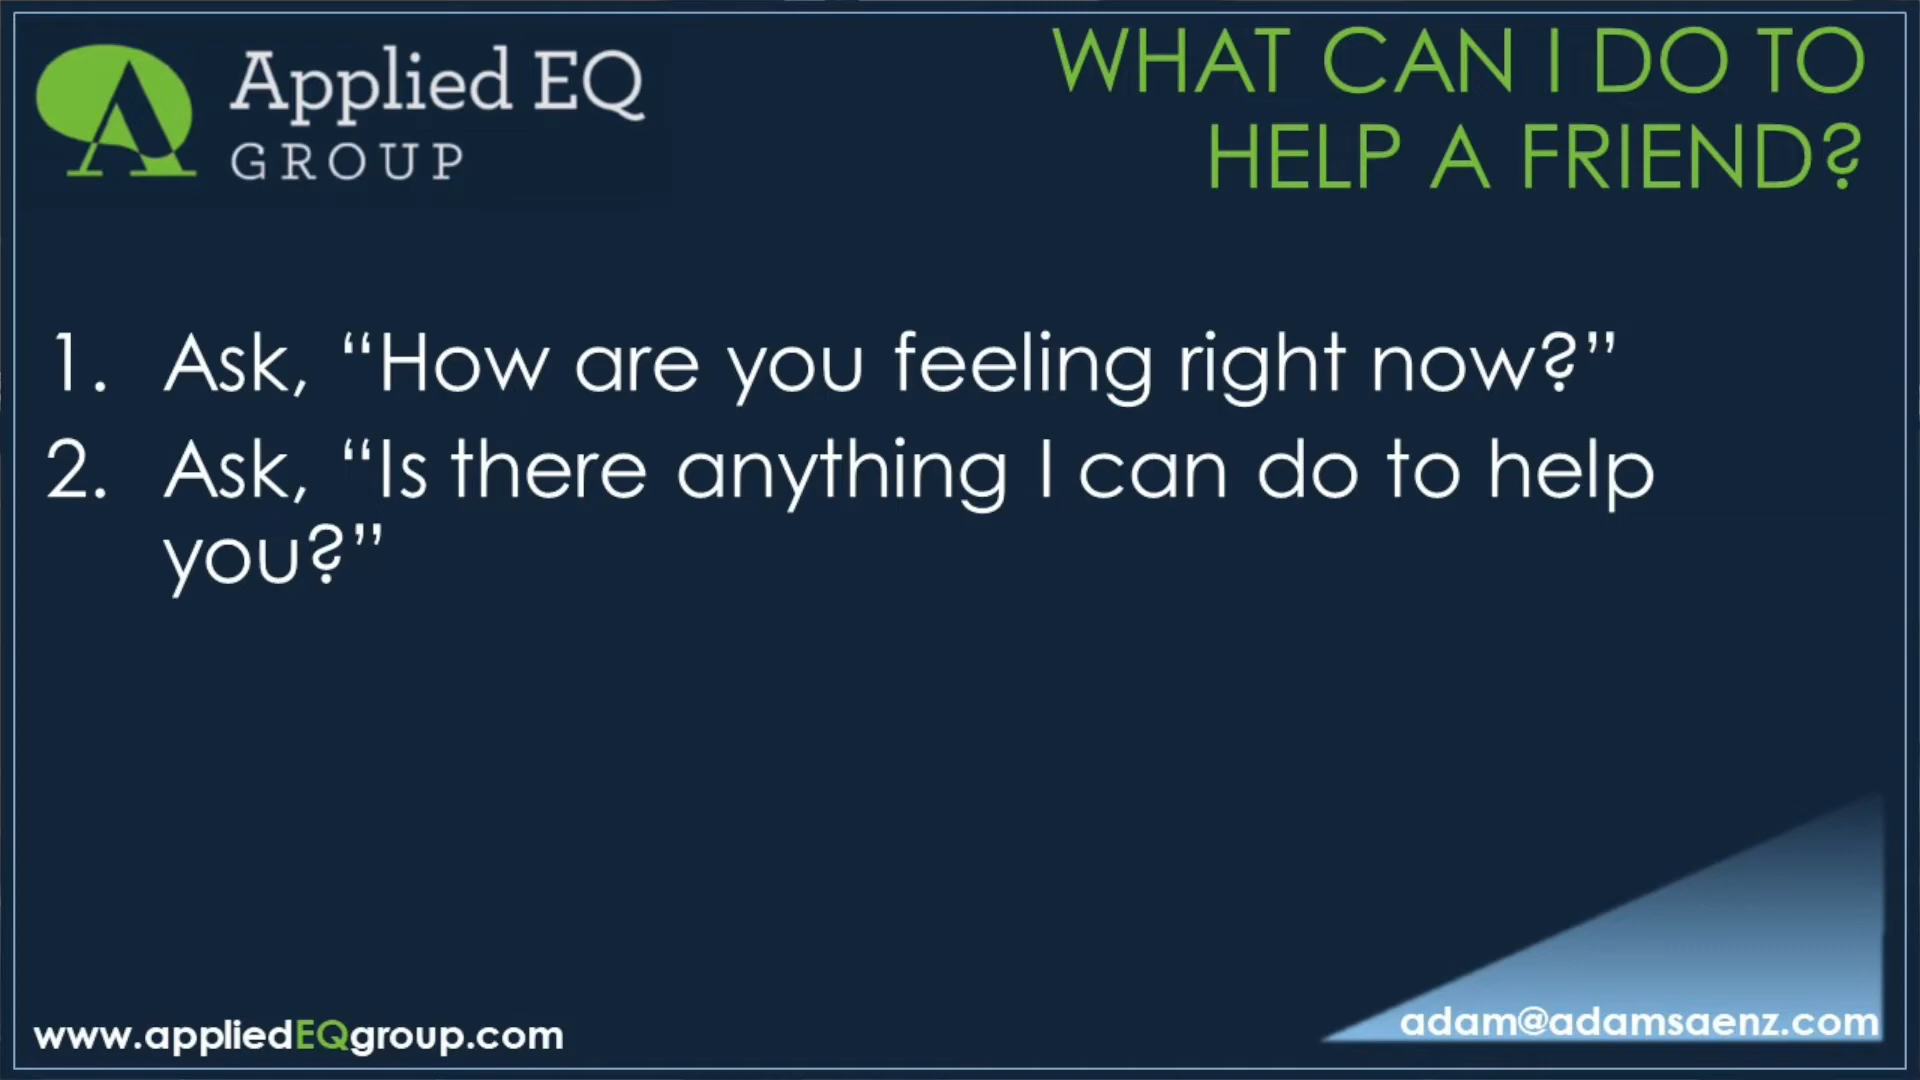 Applied EQ
GROUP
WHAT CAN I DO TO
HELP A FRIEND?
1. Ask, “How are you feeling right now?”
2. Ask, “Is there anything I can do to help
you?”
www.appliedEQgroup.com
adam@adamsaenz.com